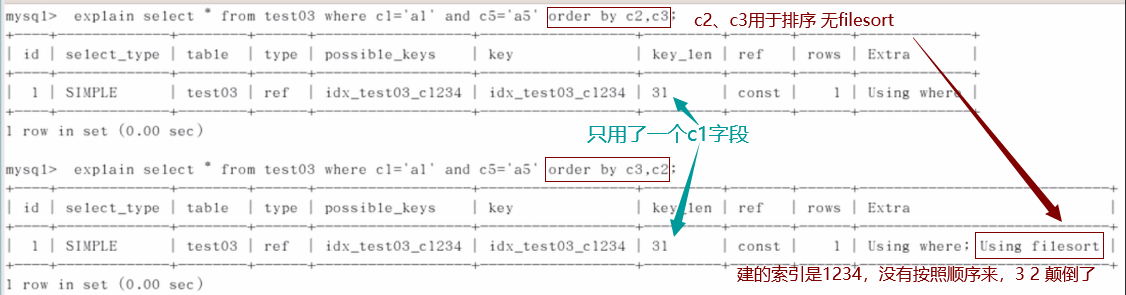 mysql> explain select * from test03 where c1='a1' and c5='a5' order by c2,c3;
c2、c3用于排序 无filesort
| id | select_type | table | type | possible_keys | key | key_len | ref | rows | Extra |
| 1 | SIMPLE | test03 | ref | idx_test03_c1234 | idx_test03_c1234 | 31 | const | 1 | Using where |
1 row in set (0.00 sec)
只用了一个c1字段
mysql> explain select * from test03 where c1='a1' and c5='a5' order by c3,c2;
| id | select_type | table | type | possible_keys | key | key_len | ref | rows | Extra |
| 1 | SIMPLE | test03 | ref | idx_test03_c1234 | idx_test03_c1234 | 31 | const | 1 | Using where; Using filesort |
建的索引是1234，没有按照顺序来，3 2 颠倒了
1 row in set (0.00 sec)